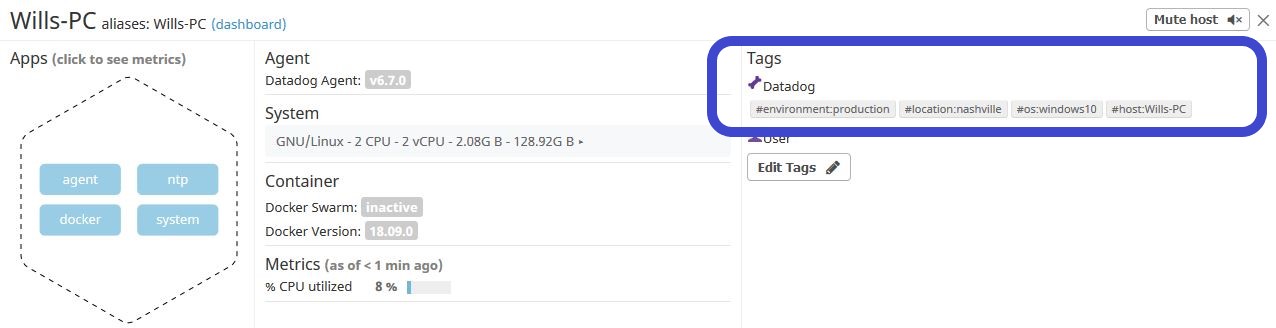 Wills-PC aliases: Wills-PC (dashboard)
Mute host
Apps (click to see metrics)
agent
ntp
docker
system
Agent
Datadog Agent: v6.7.0
System
GNU/Linux - 2 CPU - 2 vCPU - 2.08G B - 128.92G B
Container
Docker Swarm: inactive
Docker Version: 18.09.0
Metrics (as of < 1 min ago)
% CPU utilized 8 %
Tags
Datadog
#environment:production #location:nashville #os:windows10 #host:Wills-PC
User
Edit Tags